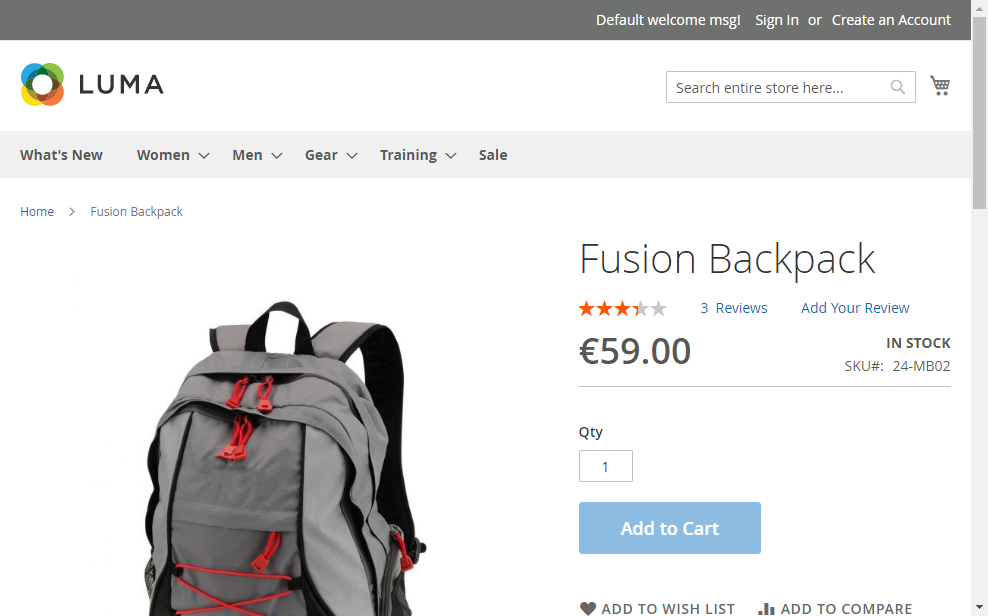 Default welcome msg! Sign In or Create an Account
LUMA
Search entire store here...
What's New Women Men Gear Training Sale
Home Fusion Backpack
Fusion Backpack
3 Reviews Add Your Review
€59.00
IN STOCK
SKU#: 24-MB02
Qty
1
Add to Cart
ADD TO WISH LIST ADD TO COMPARE